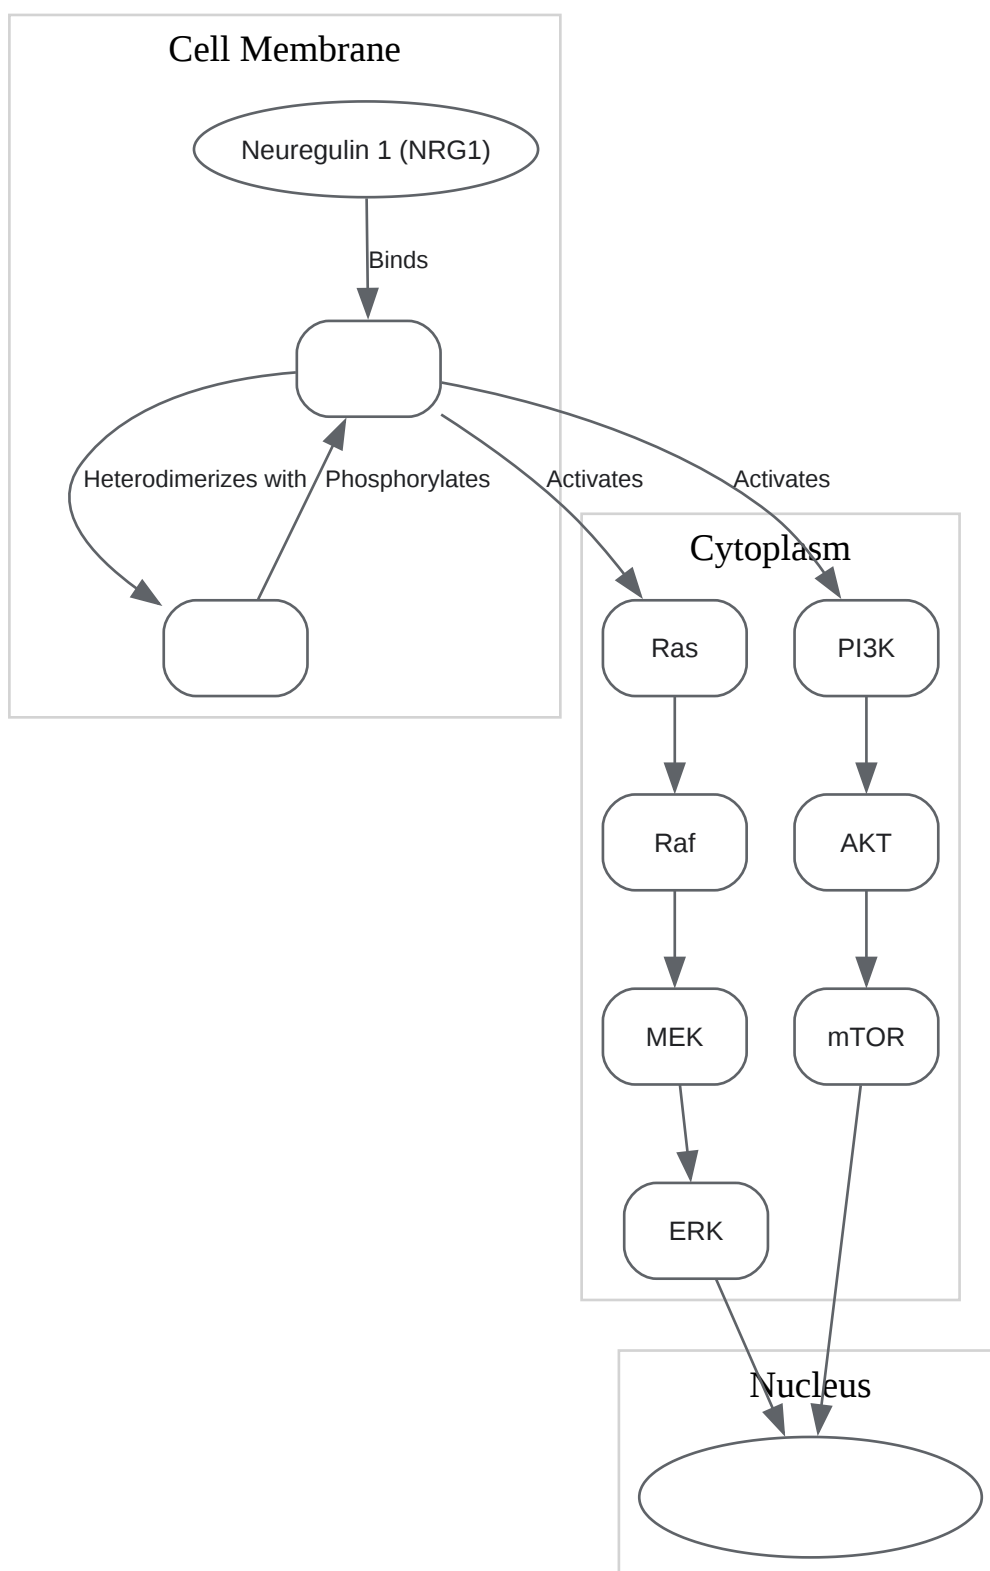 Cell Membrane
Neuregulin 1 (NRG1)
Binds
Heterodimerizes with
Phosphorylates
Activates
Activates
Cytoplasm
Ras
PI3K
Raf
AKT
MEK
mTOR
ERK
Nucleus